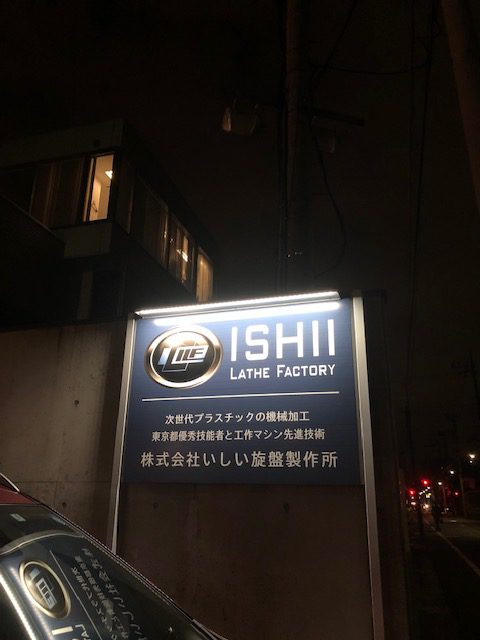 ILF
ISHII
LATHE FACTORY
次世代プラスチックの機械加工
東京都優秀技能者と工作マシン先進技術
株式会社いしい旋盤製作所